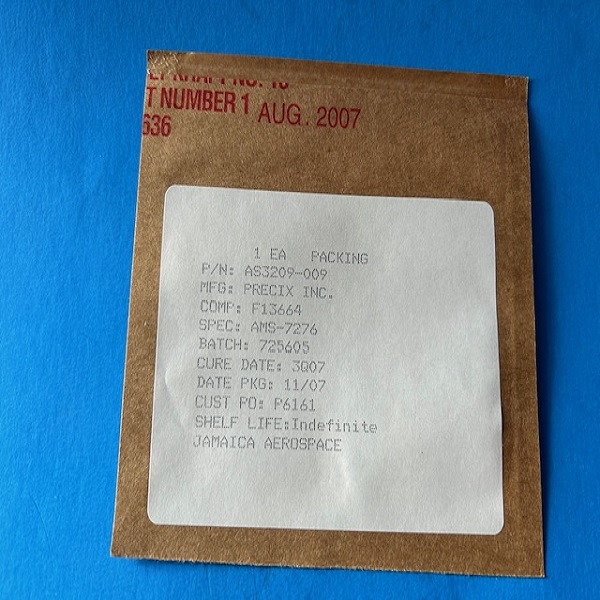 T NUMBER 1 AUG. 2007
636
1 EA PACKING
P/N: AS3209-009
MFG: PRECIX INC.
COMP: F13664
SPEC: AMS-7276
BATCH: 725605
CURE DATE: 3Q07
DATE PKG: 11/07
CUST PO: P6161
SHELF LIFE:Indefinite
JAMAICA AEROSPACE